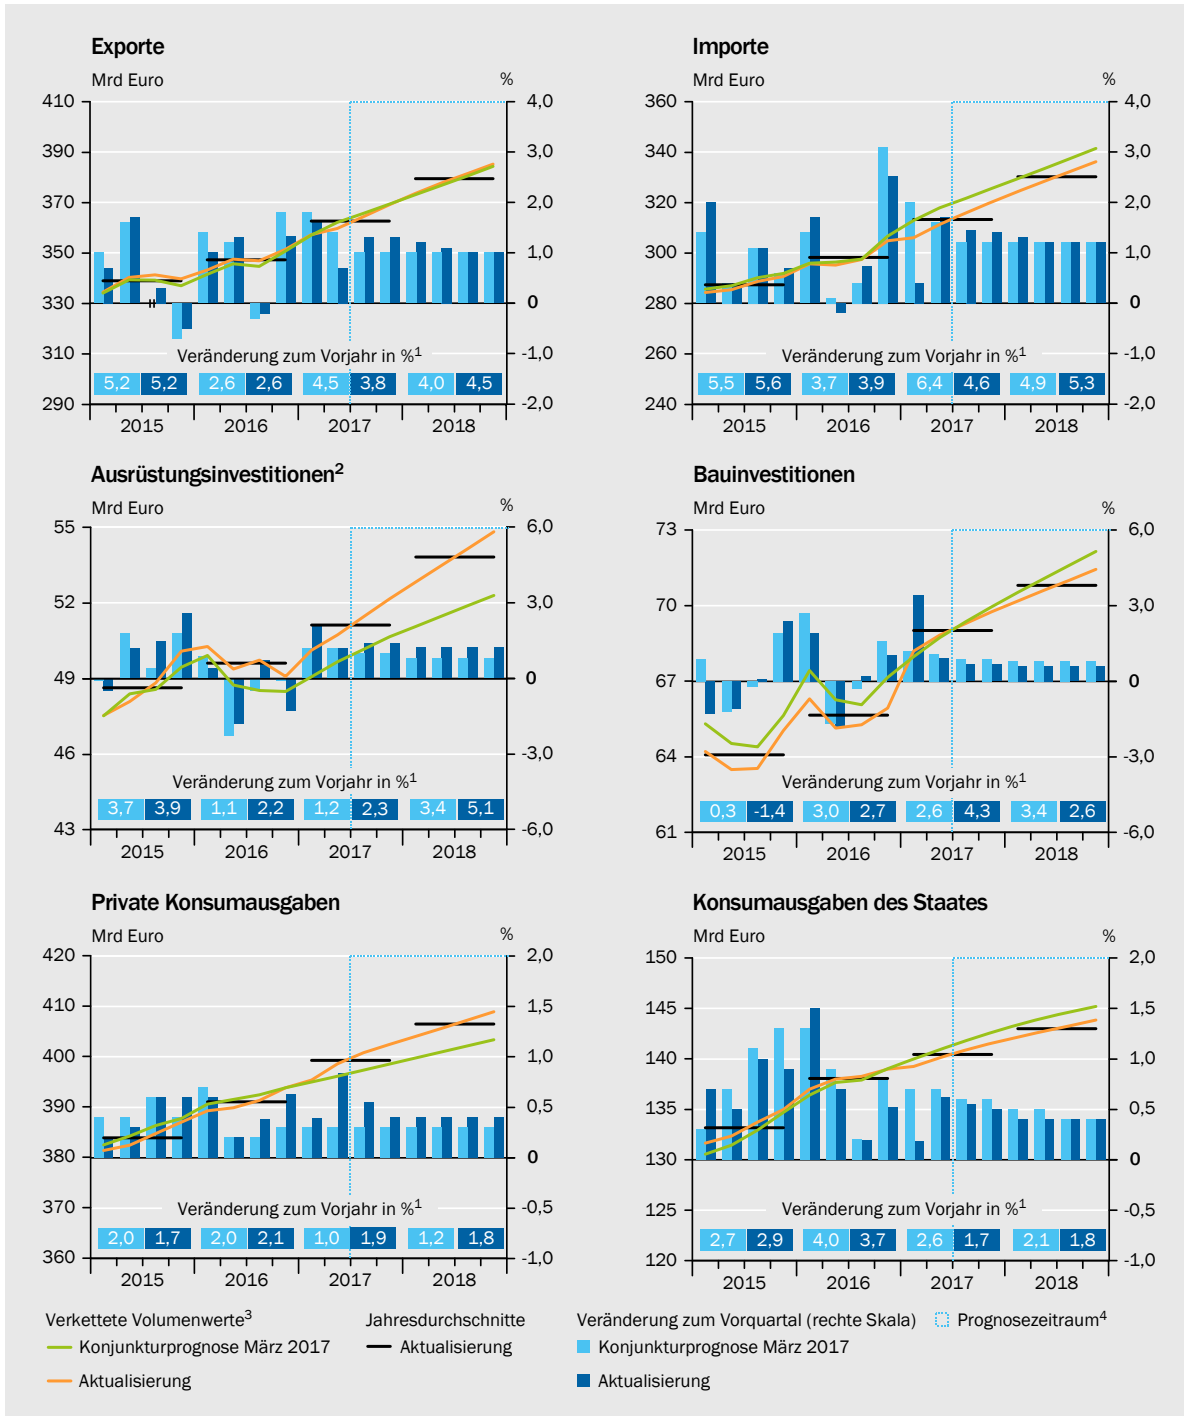 Exporte
Mrd Euro %
410 4,0
390 3,0
370 2,0
350 1,0
330 0
310 -1,0
290 -2,0
Veränderung zum Vorjahr in %1
5,2 5,2 2,6 2,6 4,5 3,8 4,0 4,5
2015 2016 2017 2018
Importe
Mrd Euro %
360 4,0
340 3,0
320 2,0
300 1,0
280 0
260 -1,0
240 -2,0
Veränderung zum Vorjahr in %1
5,5 5,6 3,7 3,9 6,4 4,6 4,9 5,3
2015 2016 2017 2018
Ausrüstungsinvestitionen2
Mrd Euro %
55 6,0
52 3,0
49 0
46 -3,0
43 -6,0
Veränderung zum Vorjahr in %1
3,7 3,9 1,1 2,2 1,2 2,3 3,4 5,1
2015 2016 2017 2018
Bauinvestitionen
Mrd Euro %
73 6,0
70 3,0
67 0
64 -3,0
61 -6,0
Veränderung zum Vorjahr in %1
0,3 -1,4 3,0 2,7 2,6 4,3 3,4 2,6
2015 2016 2017 2018
Private Konsumausgaben
Mrd Euro %
420 2,0
410 1,5
400 1,0
390 0,5
380 0
370 -0,5
360 -1,0
Veränderung zum Vorjahr in %1
2,0 1,7 2,0 2,1 1,0 1,9 1,2 1,8
2015 2016 2017 2018
Konsumausgaben des Staates
Mrd Euro %
150 2,0
145 1,5
140 1,0
135 0,5
130 0
125 -0,5
120 -1,0
Veränderung zum Vorjahr in %1
2,7 2,9 4,0 3,7 2,6 1,7 2,1 1,8
2015 2016 2017 2018
Verkettete Volumenwerte3 Jahresdurchschnitte Veränderung zum Vorquartal (rechte Skala) Prognosezeitraum4
Konjunkturprognose März 2017 Aktualisierung Konjunkturprognose März 2017
Aktualisierung Aktualisierung